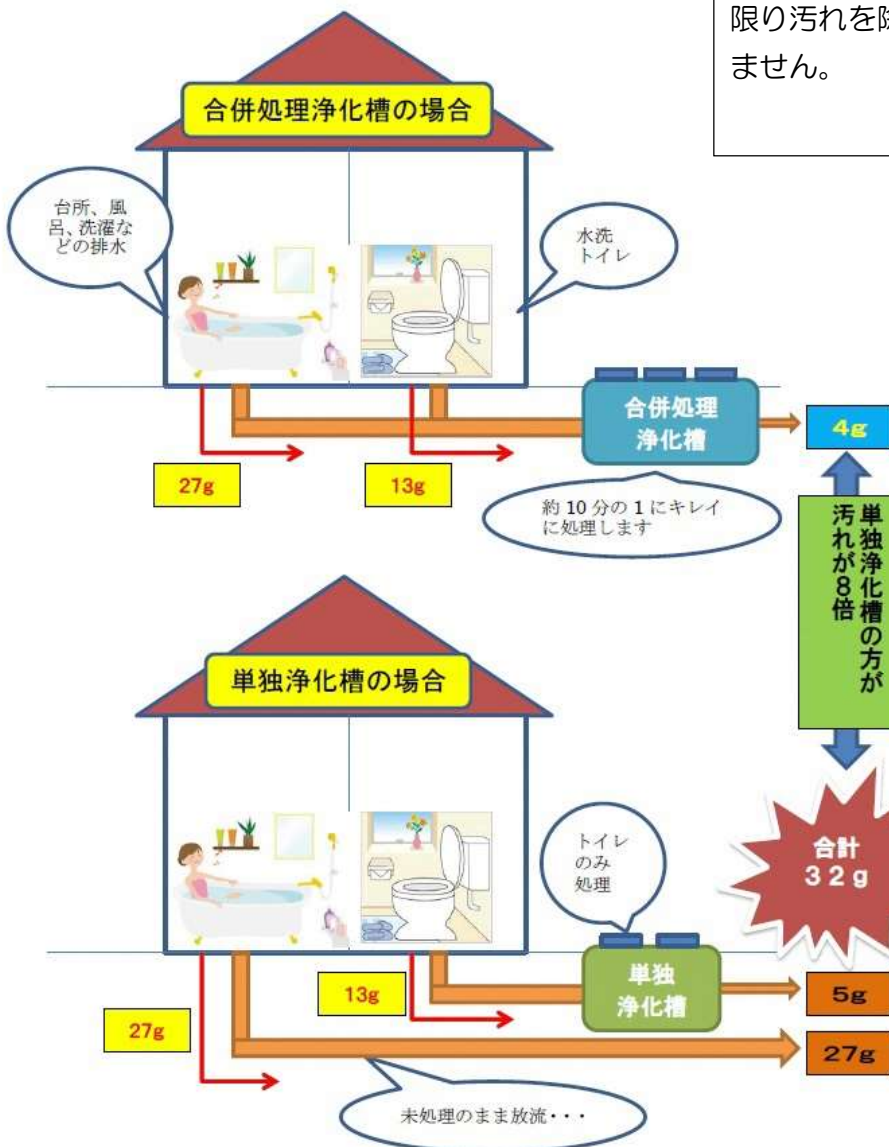 限り汚れを除
ません。
合併処理浄化槽の場合
台所、風
呂、洗濯な
どの排水
水洗
トイレ
合併処理
浄化槽
4g
27g
13g
約 10 分の 1 にキレイ
に処理します
単独浄化槽の方が
汚れが8倍
単独浄化槽の場合
トイレ
のみ
処理
合計
32g
単独
浄化槽
13g
5g
27g
27g
未処理のまま放流・・・